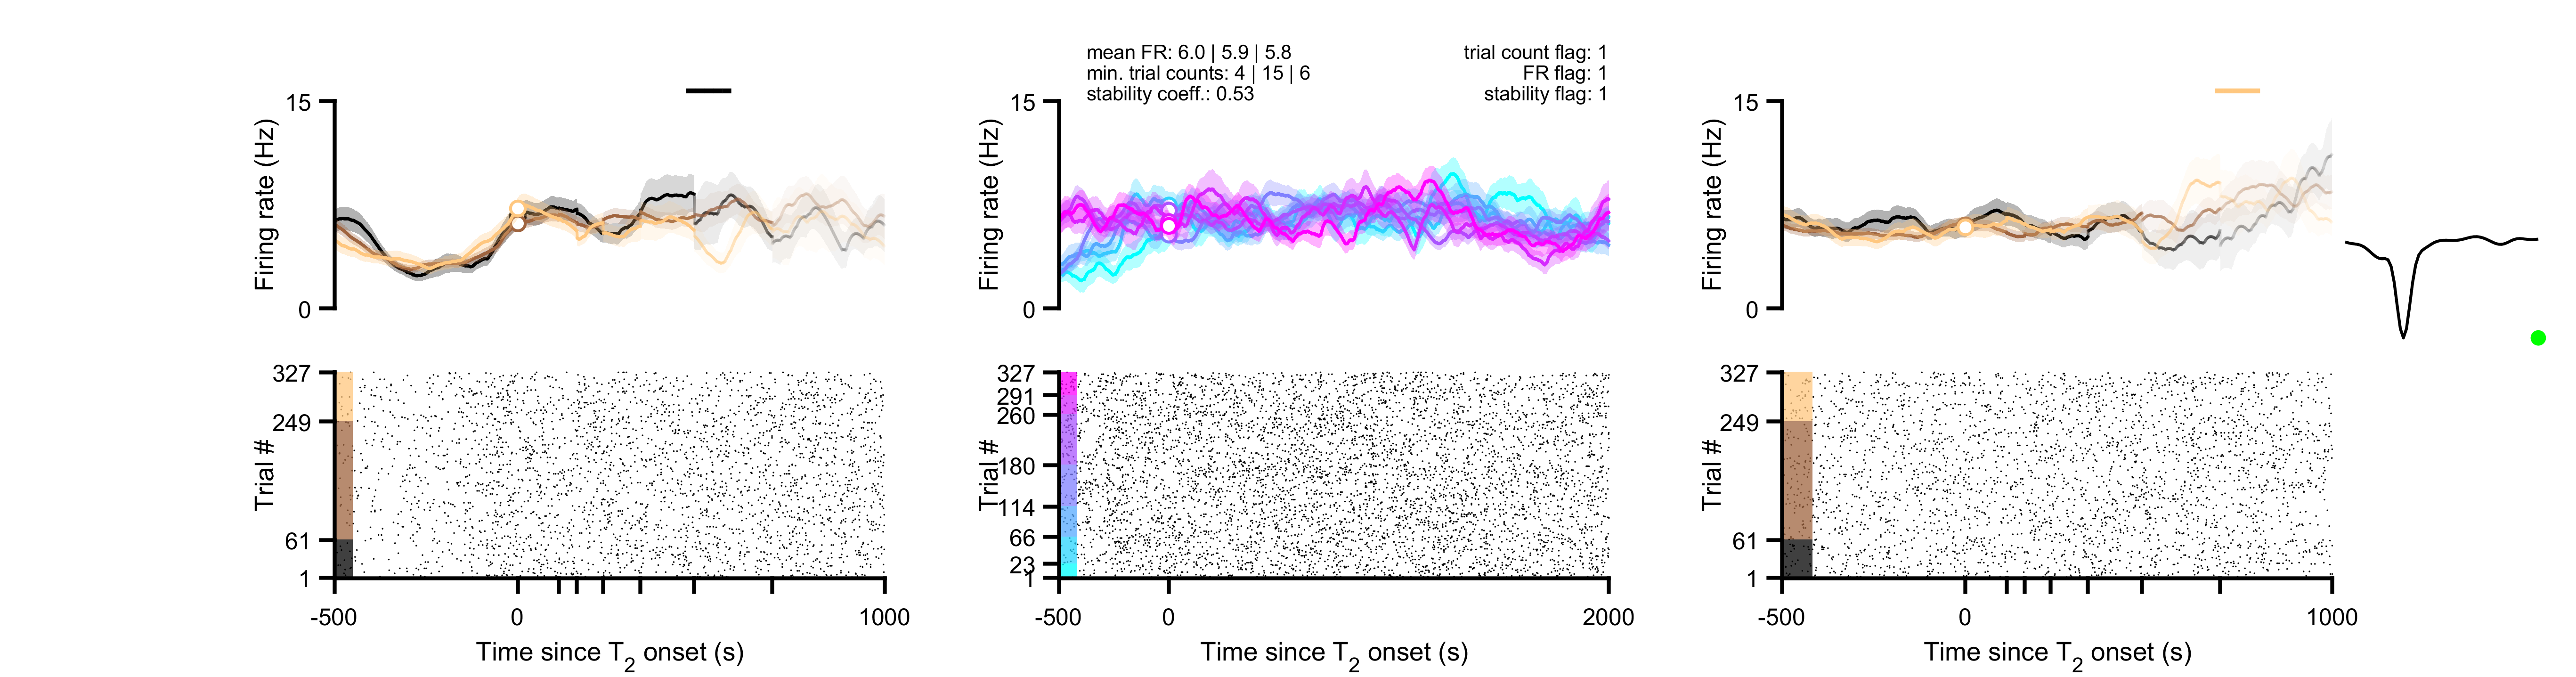 mean FR: 6.0 | 5.9 | 5.8
min. trial counts: 4 | 15 | 6
stability coeff.: 0.53
trial count flag: 1
FR flag: 1
stability flag: 1
15
Firing rate (Hz)
0
327
249
Trial #
61
1
-500
0
1000
Time since T2 onset (s)
15
Firing rate (Hz)
0
327
291
260
Trial #
180
114
66
23
1
-500
0
2000
Time since T2 onset (s)
15
Firing rate (Hz)
0
327
249
Trial #
61
1
-500
0
1000
Time since T2 onset (s)